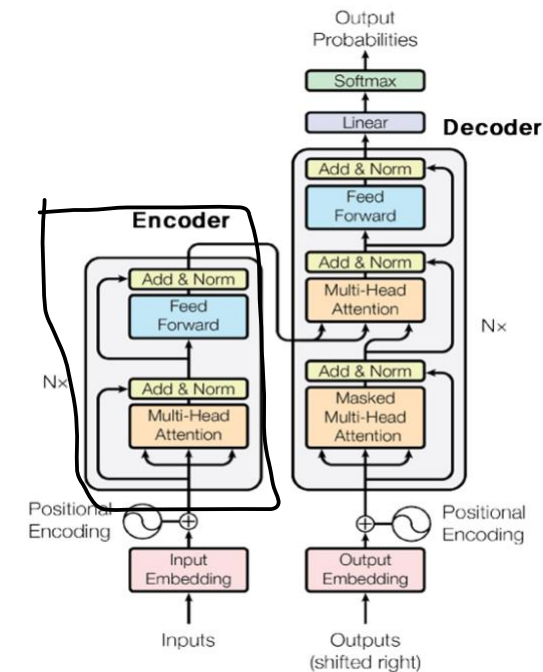 Output
Probabilities
Softmax
Linear
Decoder
Add & Norm
Feed
Forward
Add & Norm
Multi-Head
Attention
Nx
Add & Norm
Masked
Multi-Head
Attention
Encoder
Add & Norm
Feed
Forward
Nx
Add & Norm
Multi-Head
Attention
Positional
Encoding
Positional
Encoding
Input
Embedding
Output
Embedding
Inputs
Outputs
(shifted right)